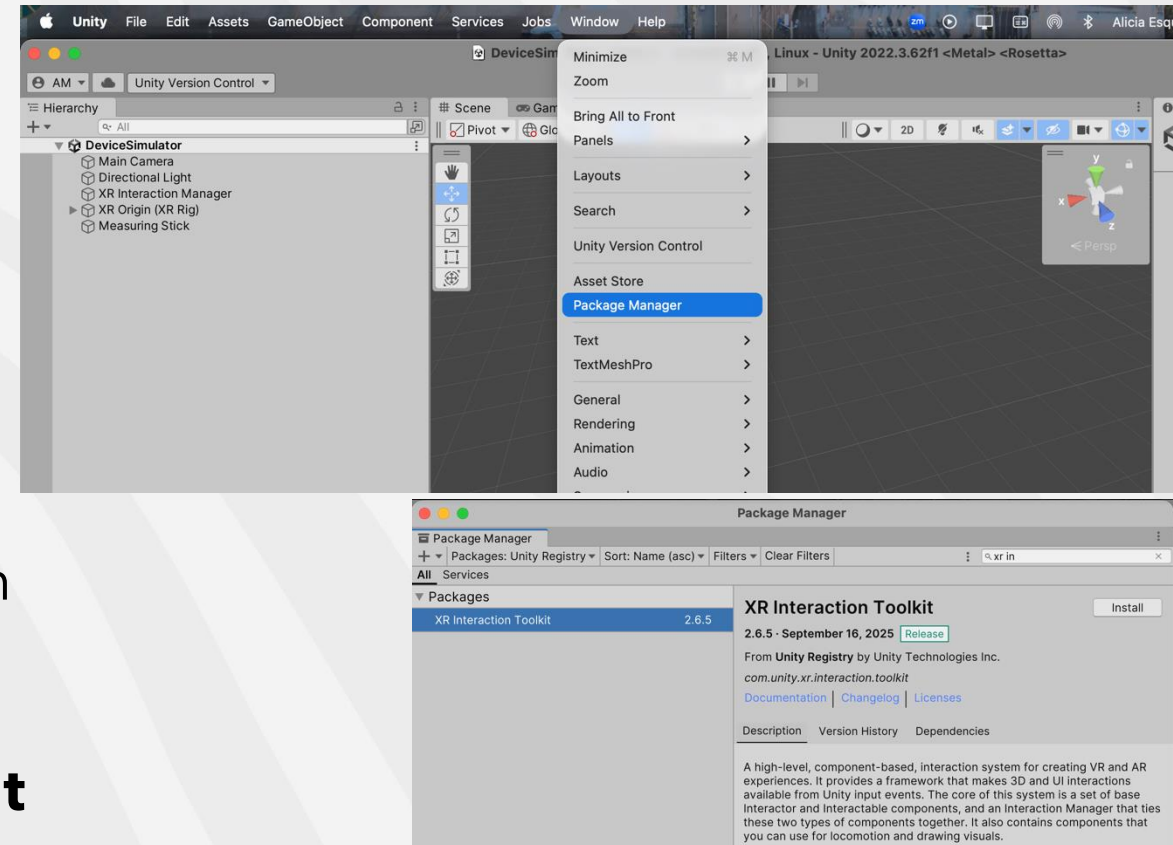 Unity File Edit Assets GameObject Component Services Jobs Window Help zm Alicia Esqu
DeviceSim , Linux - Unity 2022.3.62f1 <Metal> <Rosetta>
AM Unity Version Control
Hierarchy
All
DeviceSimulator
Main Camera
Directional Light
XR Interaction Manager
XR Origin (XR Rig)
Measuring Stick
Scene Gam
Pivot Glo 2D
y
x
z
Persp
Minimize ⌘ M
Zoom
Bring All to Front
Panels
Layouts
Search
Unity Version Control
Asset Store
Package Manager
Text
TextMeshPro
General
Rendering
Animation
Audio
n
t
Package Manager
Package Manager
Packages: Unity Registry Sort: Name (asc) Filters Clear Filters xr in
All Services
Packages
XR Interaction Toolkit 2.6.5
XR Interaction Toolkit Install
2.6.5 · September 16, 2025 Release
From Unity Registry by Unity Technologies Inc.
com.unity.xr.interaction.toolkit
Documentation | Changelog | Licenses
Description Version History Dependencies
A high-level, component-based, interaction system for creating VR and AR
experiences. It provides a framework that makes 3D and UI interactions
available from Unity input events. The core of this system is a set of base
Interactor and Interactable components, and an Interaction Manager that ties
these two types of components together. It also contains components that
you can use for locomotion and drawing visuals.